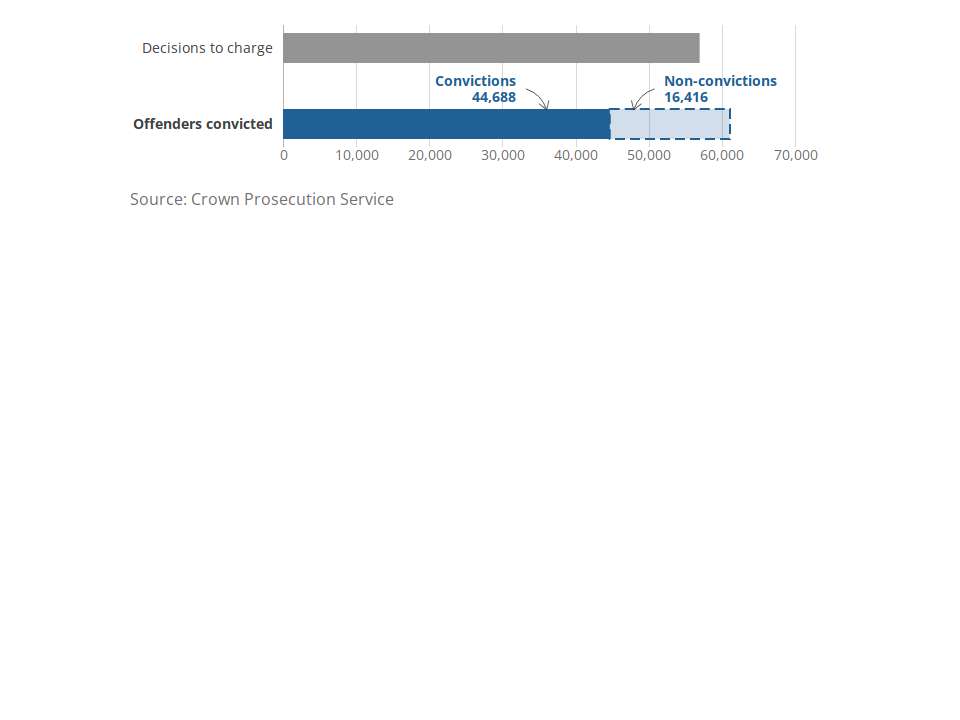 Decisions to charge
Convictions
44,688
Non-convictions
16,416
Offenders convicted
0 10,000 20,000 30,000 40,000 50,000 60,000 70,000
Source: Crown Prosecution Service